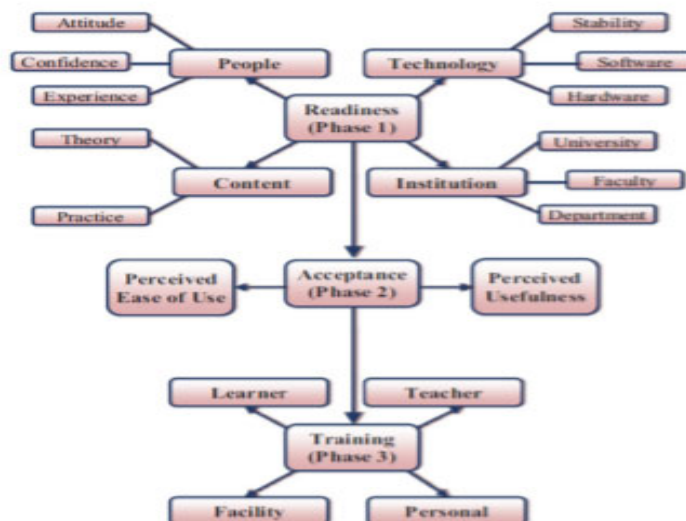 Attitude
Stability
People
Technology
Confidence
Software
Experience
Hardware
Readiness
(Phase 1)
Theory
University
Content
Institution
Faculty
Practice
Department
Perceived
Ease of Use
Acceptance
(Phase 2)
Perceived
Usefulness
Learner
Teacher
Training
(Phase 3)
Facility
Personal